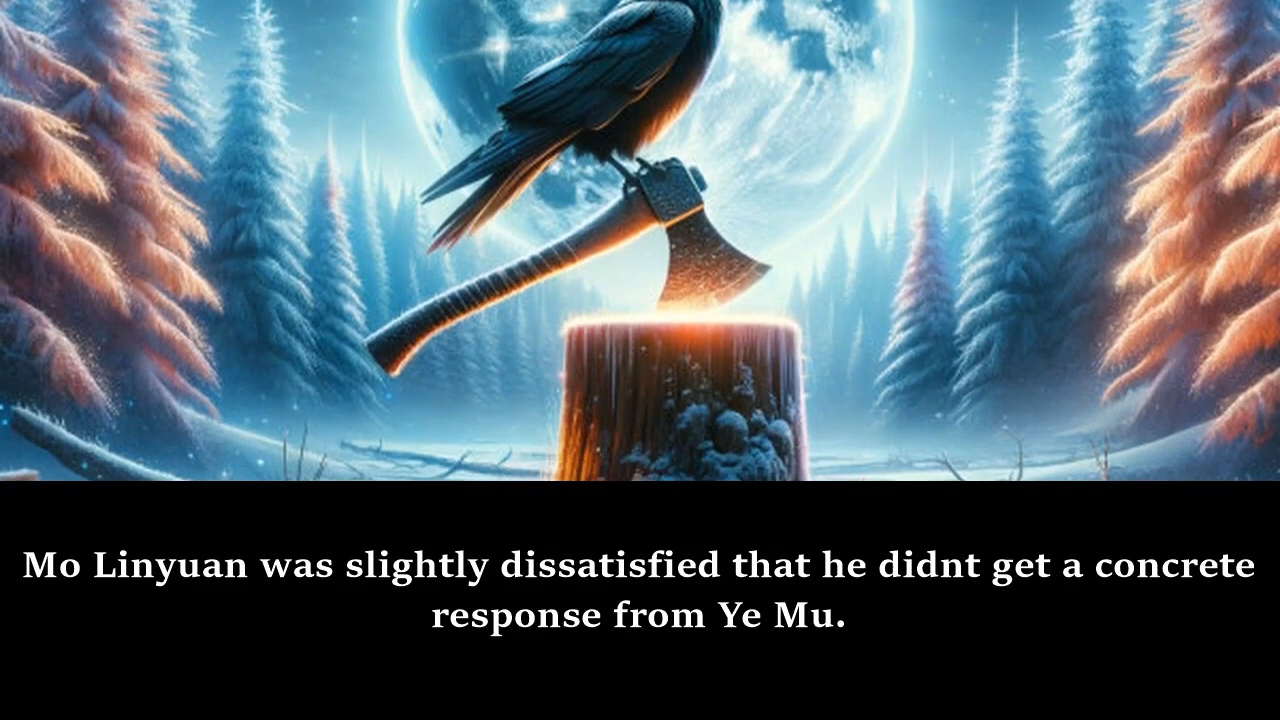 Mo Linyuan was slightly dissatisfied that he didnt get a concrete
response from Ye Mu.